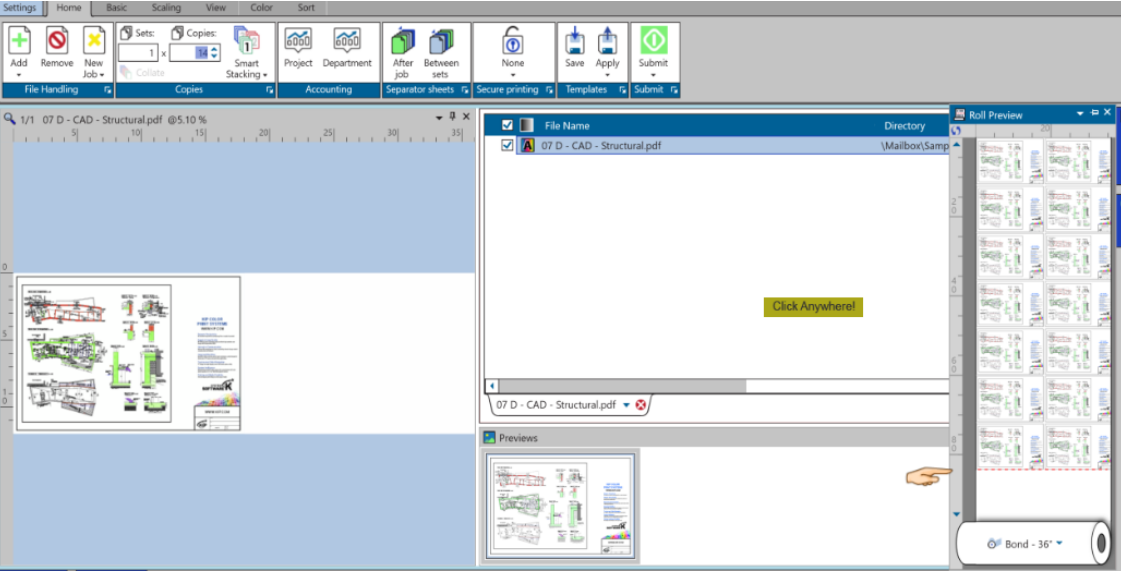 Settings Home Basic Scaling View Color Sort
Sets: Copies:
1 x 14
Collate
Add Remove New Job Smart Stacking Project Department After job Between sets None Save Apply Submit
File Handling Copies Accounting Separator sheets Secure printing Templates Submit
1/1 07 D - CAD - Structural.pdf @5.10 %
5 10 15 20 25 30 35
File Name Directory
07 D - CAD - Structural.pdf \Mailbox\Samp
Roll Preview
20
0
5
10
20
40
60
80
Click Anywhere!
07 D - CAD - Structural.pdf
Previews
Bond - 36"